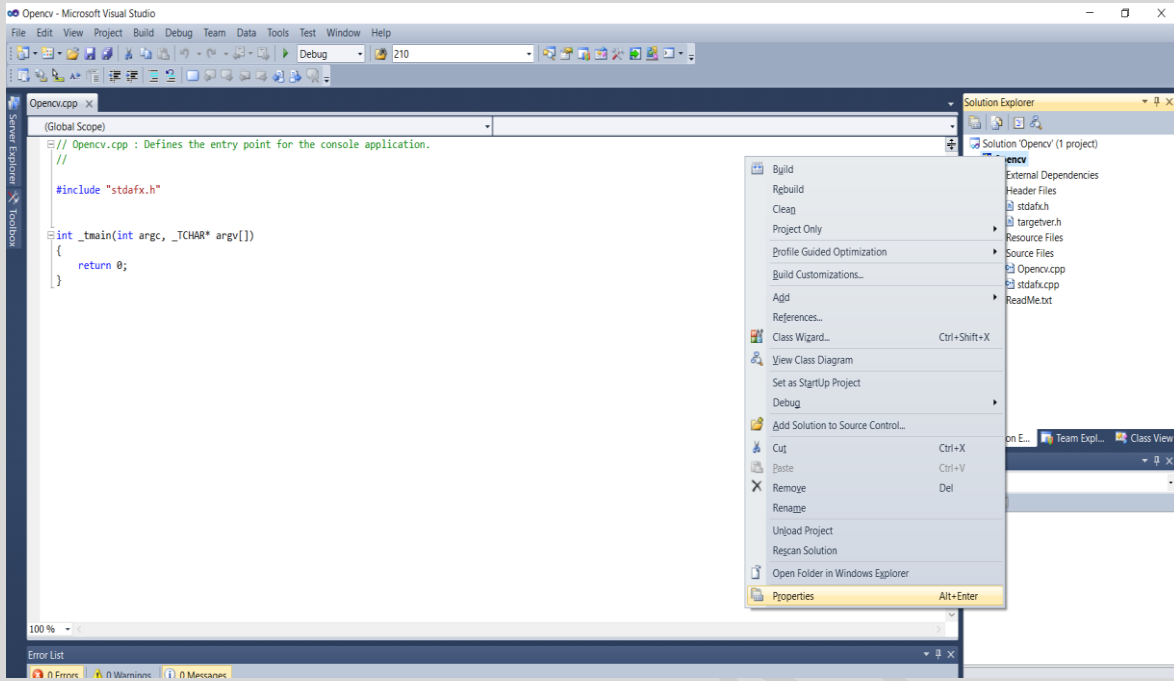 Opencv - Microsoft Visual Studio
File Edit View Project Build Debug Team Data Tools Test Window Help
Debug 210
Opencv.cpp
(Global Scope)
// Opencv.cpp : Defines the entry point for the console application.
//
#include "stdafx.h"
int _tmain(int argc, _TCHAR* argv[])
{
return 0;
}
100 %
Error List
0 Errors 0 Warnings 0 Messages
Server Explorer
Toolbox
Build
Rebuild
Clean
Project Only
Profile Guided Optimization
Build Customizations...
Add
References...
Class Wizard... Ctrl+Shift+X
View Class Diagram
Set as StartUp Project
Debug
Add Solution to Source Control...
Cut Ctrl+X
Paste Ctrl+V
Remove Del
Rename
Unload Project
Rescan Solution
Open Folder in Windows Explorer
Properties Alt+Enter
Solution Explorer
Solution 'Opencv' (1 project)
encv
External Dependencies
Header Files
stdafx.h
targetver.h
Resource Files
Source Files
Opencv.cpp
stdafx.cpp
ReadMe.txt
on E... Team Expl... Class View